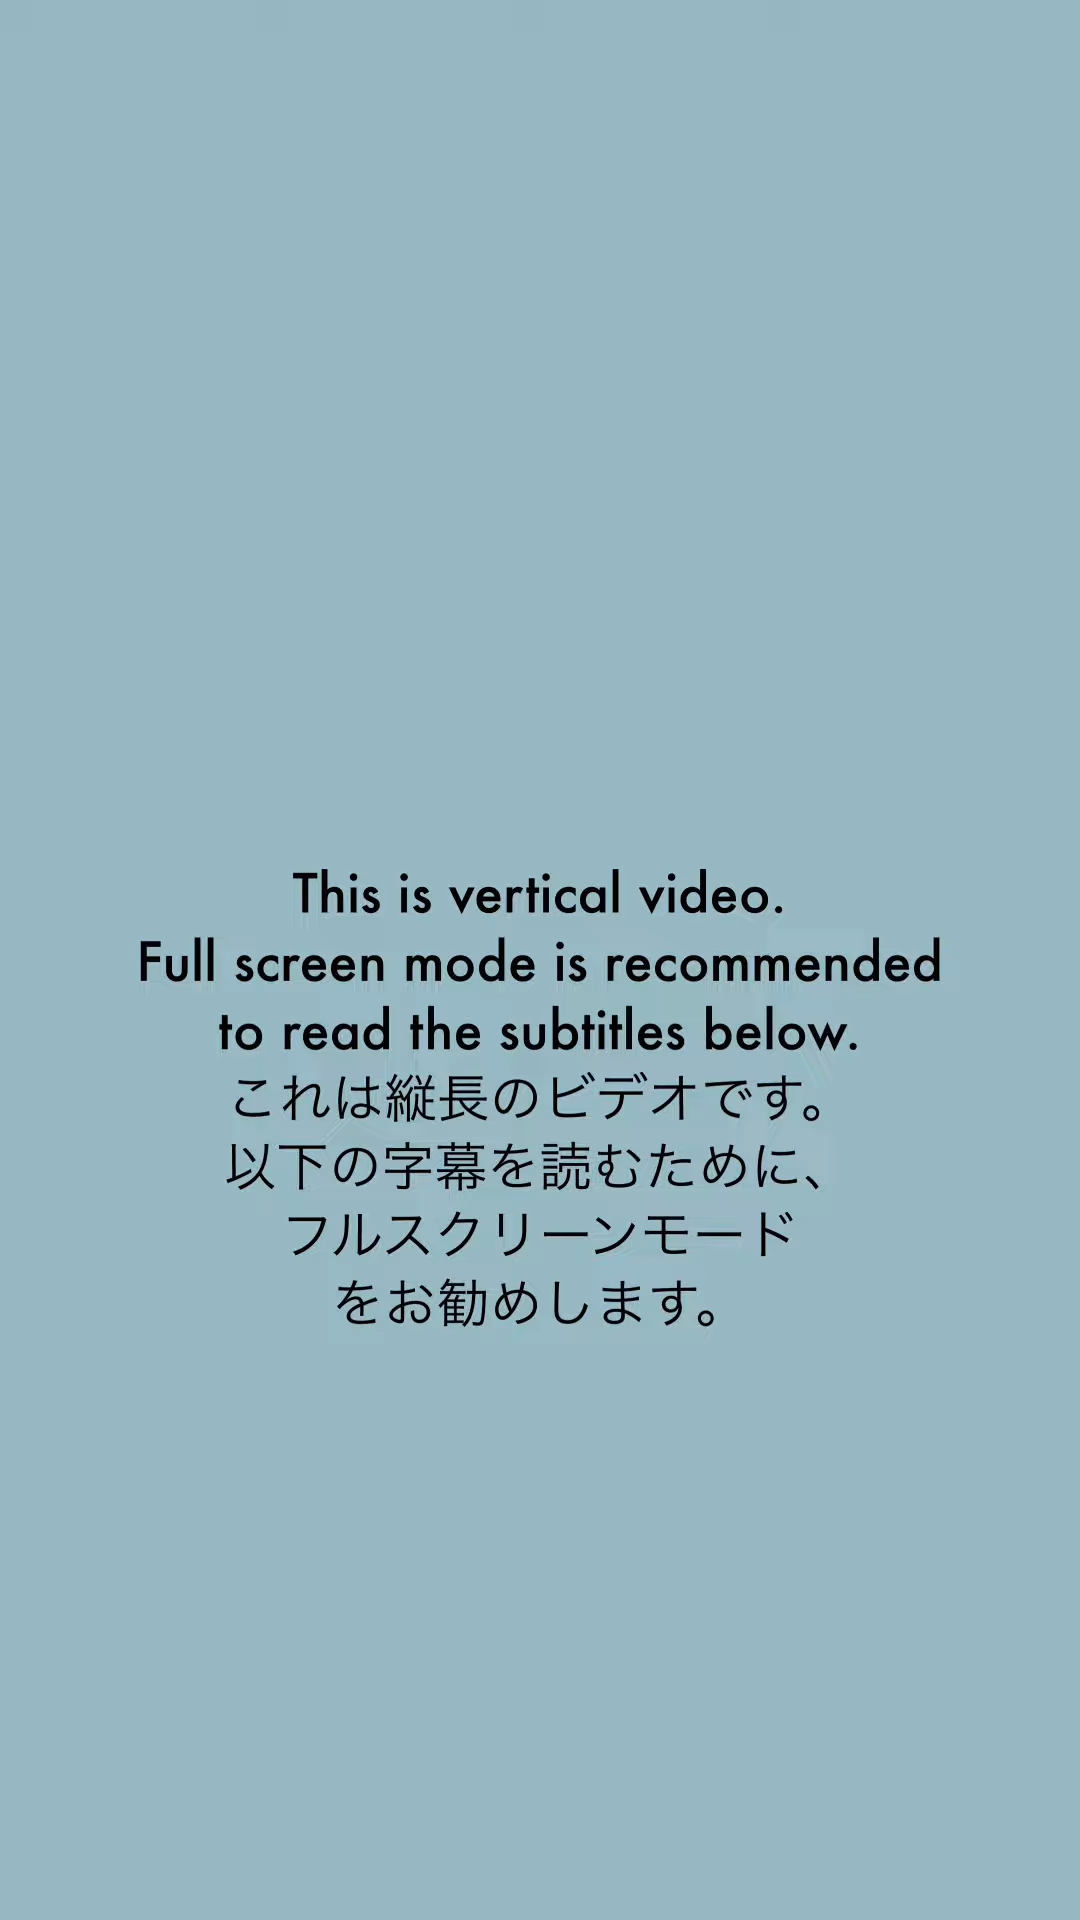 This is vertical video.
Full screen mode is recommended
to read the subtitles below.
これは縦長のビデオです。
以下の字幕を読むために、
フルスクリーンモード
をお勧めします。